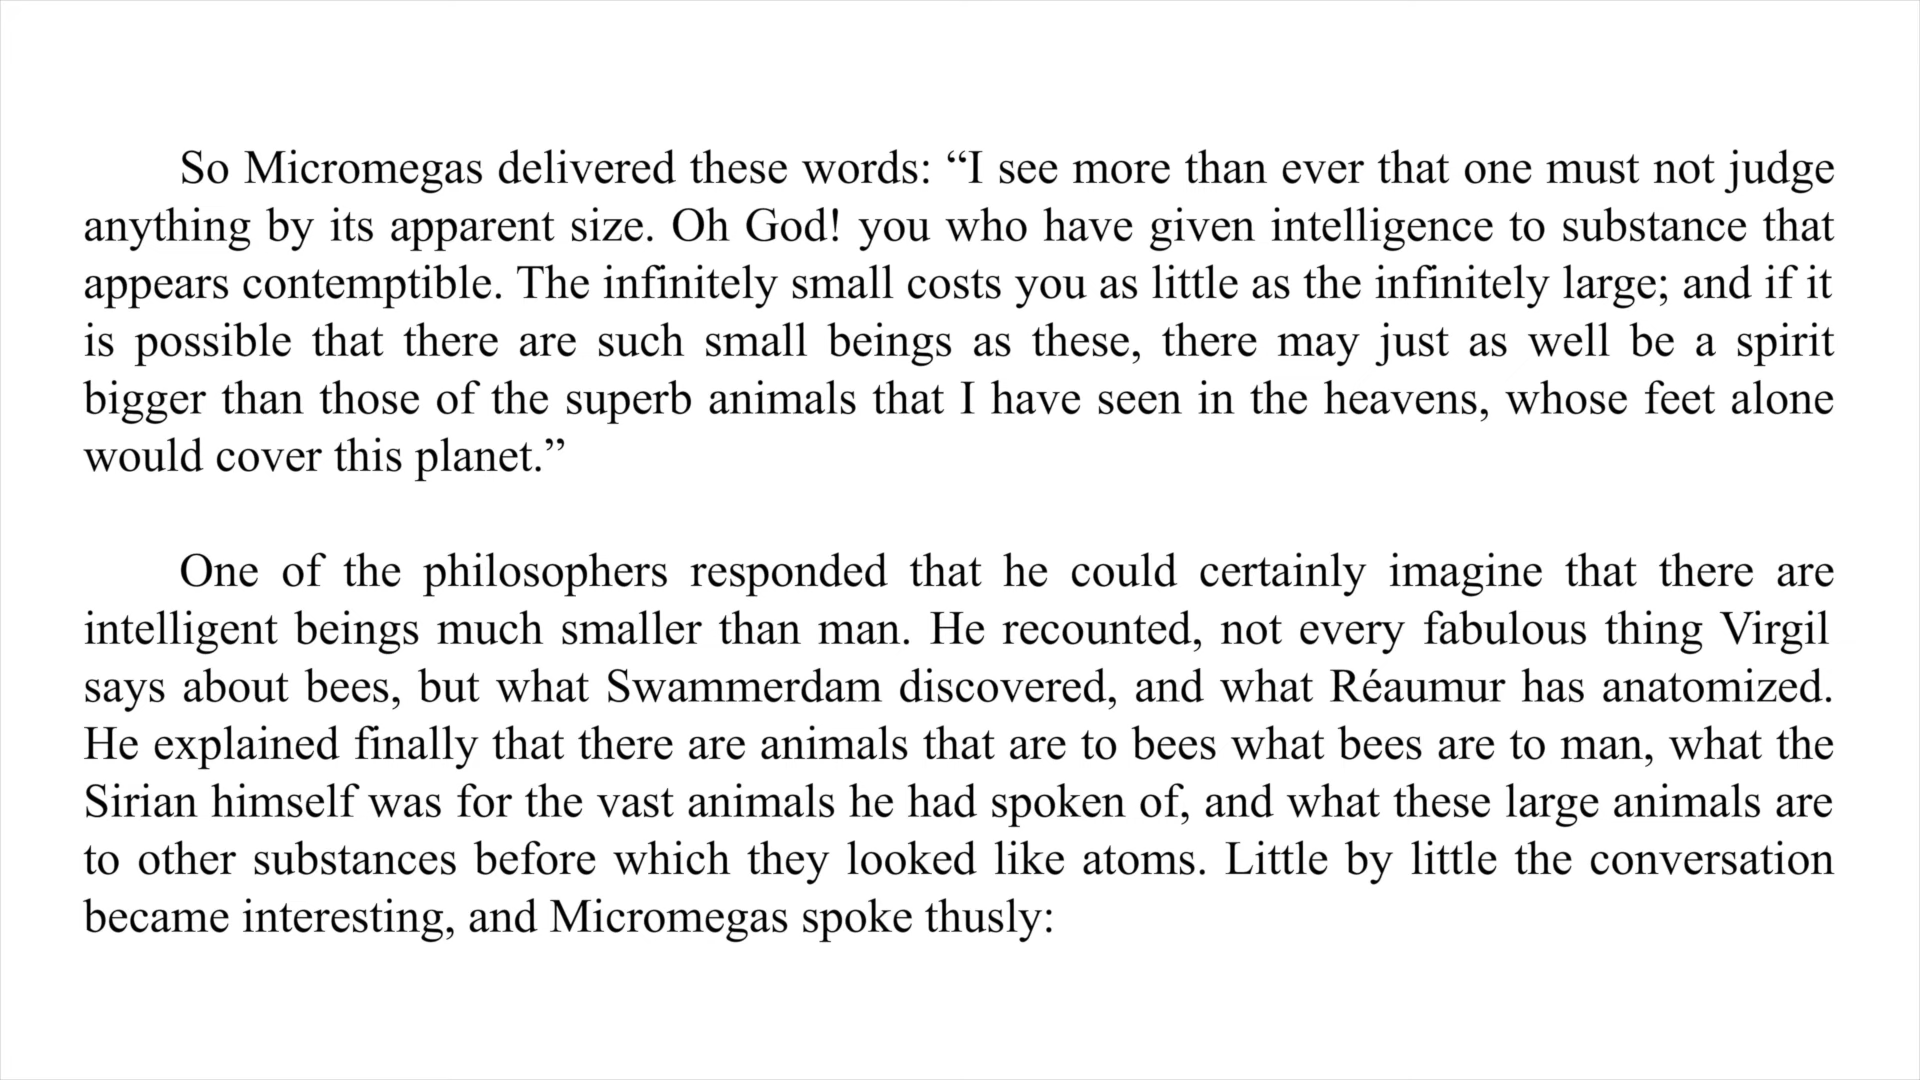 So Micromegas delivered these words: “I see more than ever that one must not judge
anything by its apparent size. Oh God! you who have given intelligence to substance that
appears contemptible. The infinitely small costs you as little as the infinitely large; and if it
is possible that there are such small beings as these, there may just as well be a spirit
bigger than those of the superb animals that I have seen in the heavens, whose feet alone
would cover this planet.”
One of the philosophers responded that he could certainly imagine that there are
intelligent beings much smaller than man. He recounted, not every fabulous thing Virgil
says about bees, but what Swammerdam discovered, and what Réaumur has anatomized.
He explained finally that there are animals that are to bees what bees are to man, what the
Sirian himself was for the vast animals he had spoken of, and what these large animals are
to other substances before which they looked like atoms. Little by little the conversation
became interesting, and Micromegas spoke thusly: